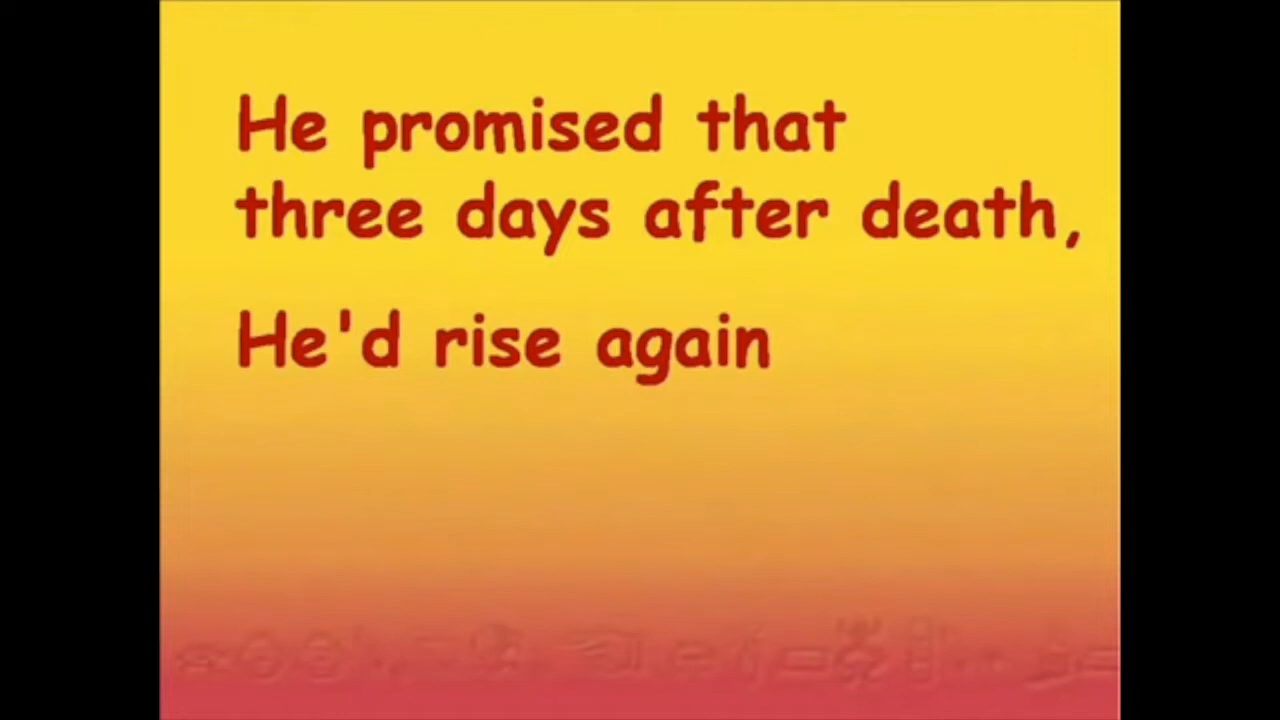 He promised that
three days after death,
He'd rise again